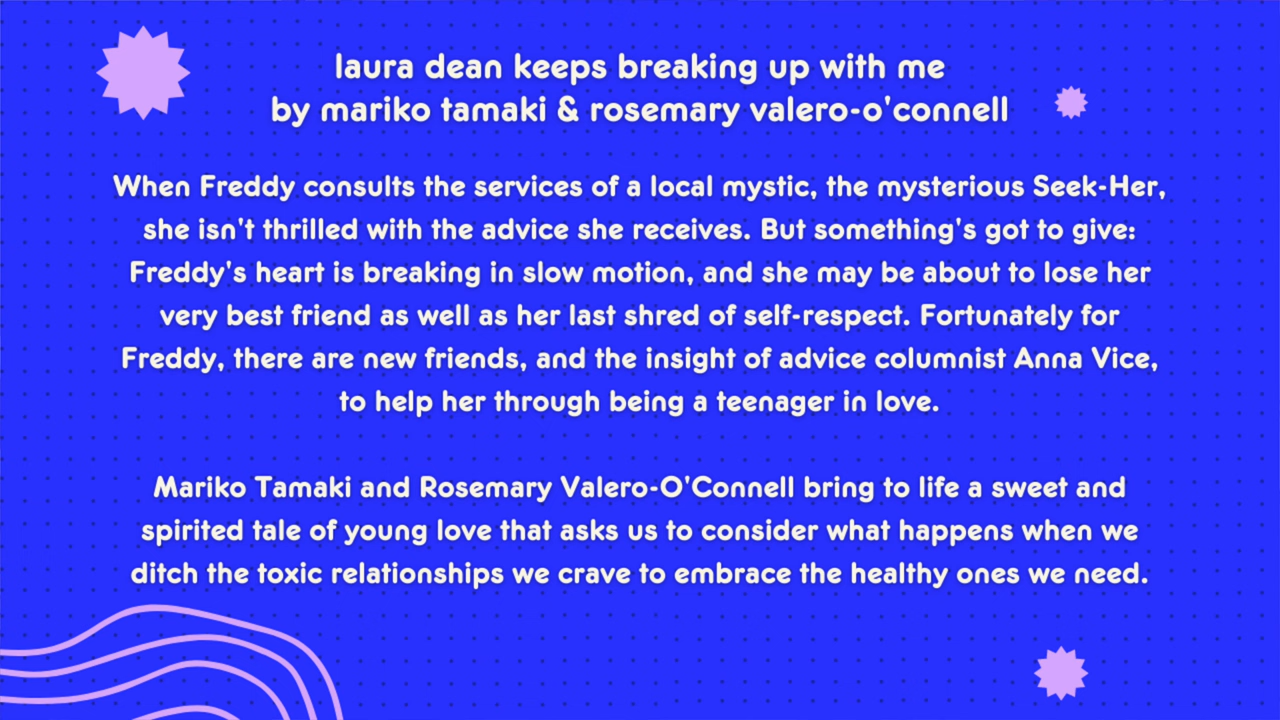 laura dean keeps breaking up with me
by mariko tamaki & rosemary valero-o'connell
When Freddy consults the services of a local mystic, the mysterious Seek-Her,
she isn't thrilled with the advice she receives. But something's got to give:
Freddy's heart is breaking in slow motion, and she may be about to lose her
very best friend as well as her last shred of self-respect. Fortunately for
Freddy, there are new friends, and the insight of advice columnist Anna Vice,
to help her through being a teenager in love.
Mariko Tamaki and Rosemary Valero-O'Connell bring to life a sweet and
spirited tale of young love that asks us to consider what happens when we
ditch the toxic relationships we crave to embrace the healthy ones we need.